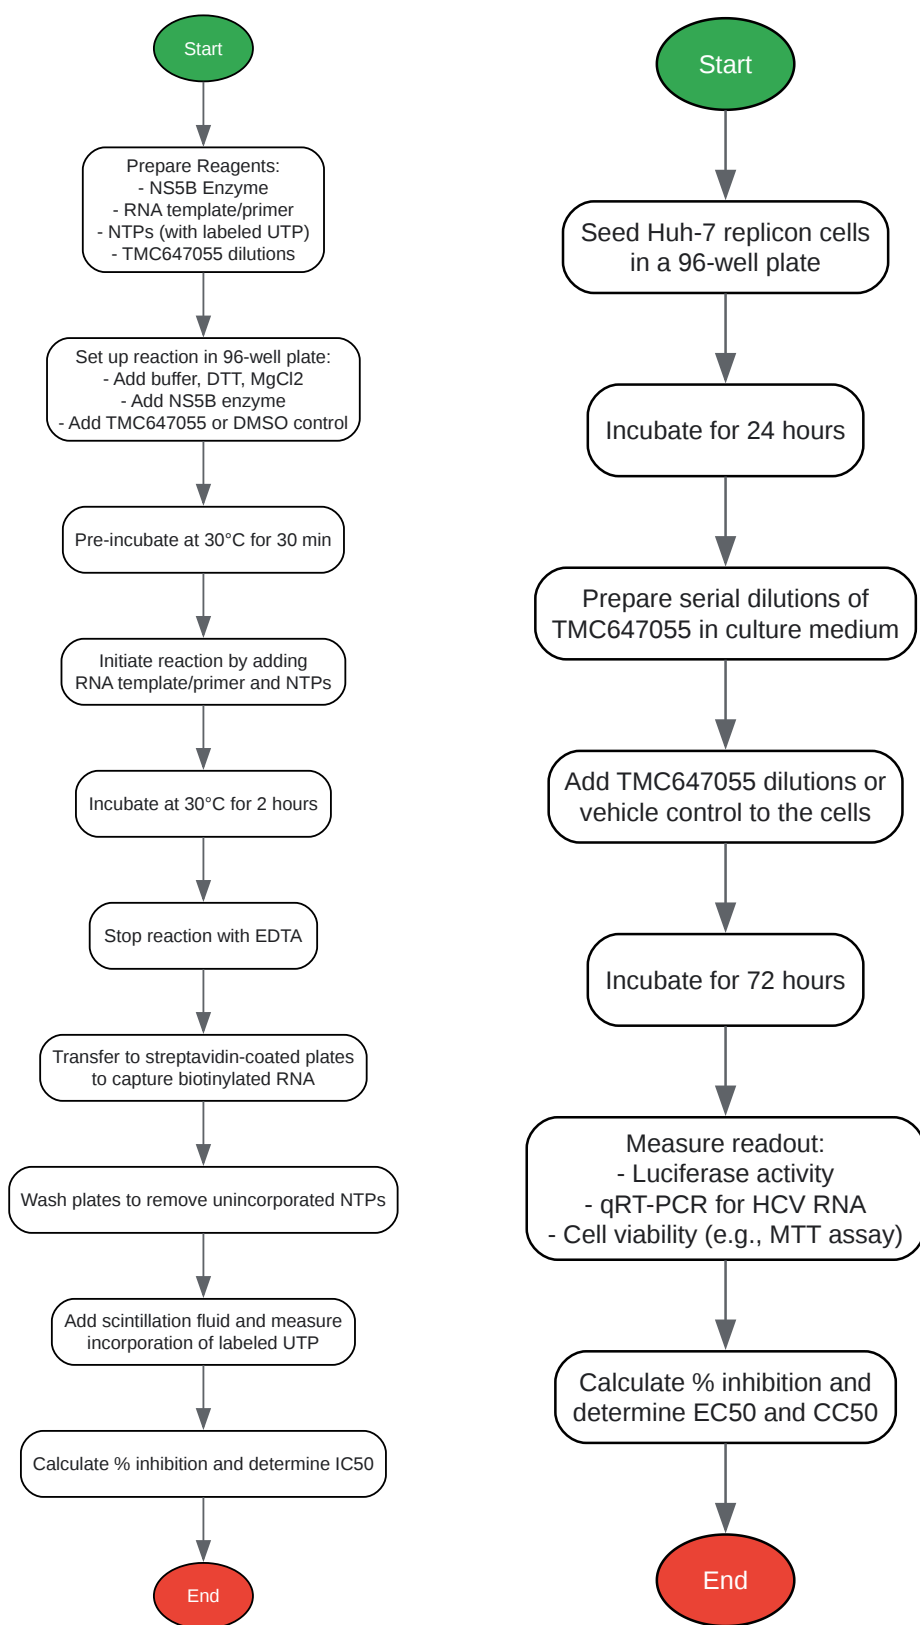 Start
Prepare Reagents:
- NS5B Enzyme
- RNA template/primer
- NTPs (with labeled UTP)
- TMC647055 dilutions
Set up reaction in 96-well plate:
- Add buffer, DTT, MgCl2
- Add NS5B enzyme
- Add TMC647055 or DMSO control
Pre-incubate at 30°C for 30 min
Initiate reaction by adding
RNA template/primer and NTPs
Incubate at 30°C for 2 hours
Stop reaction with EDTA
Transfer to streptavidin-coated plates
to capture biotinylated RNA
Wash plates to remove unincorporated NTPs
Add scintillation fluid and measure
incorporation of labeled UTP
Calculate % inhibition and determine IC50
End
Start
Seed Huh-7 replicon cells
in a 96-well plate
Incubate for 24 hours
Prepare serial dilutions of
TMC647055 in culture medium
Add TMC647055 dilutions or
vehicle control to the cells
Incubate for 72 hours
Measure readout:
- Luciferase activity
- qRT-PCR for HCV RNA
- Cell viability (e.g., MTT assay)
Calculate % inhibition and
determine EC50 and CC50
End